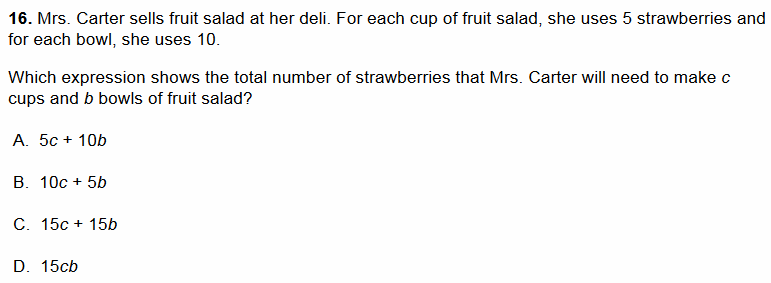 16. Mrs. Carter sells fruit salad at her deli. For each cup of fruit salad, she uses 5 strawberries and
for each bowl, she uses 10.
Which expression shows the total number of strawberries that Mrs. Carter will need to make c
cups and b bowls of fruit salad?
A. 5c + 10b
B. 10c + 5b
C. 15c + 15b
D. 15cb